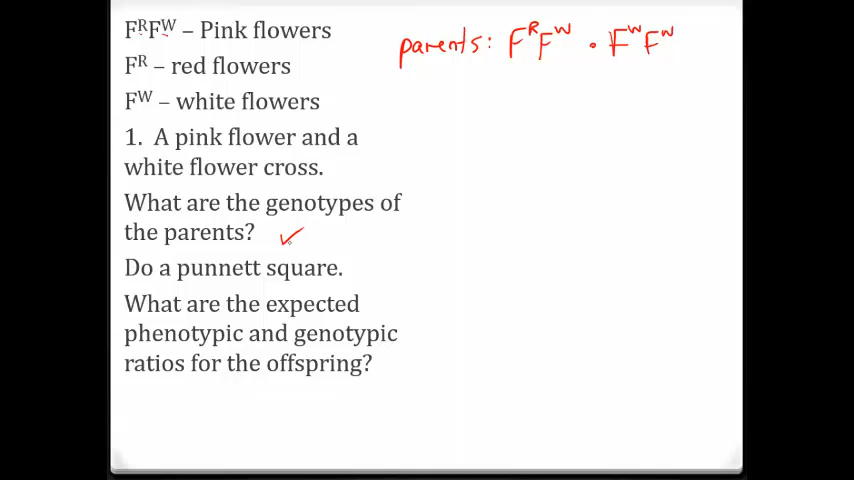 FᴿFᵂ – Pink flowers
Fᴿ – red flowers
Fᵂ – white flowers
1. A pink flower and a
white flower cross.
What are the genotypes of
the parents?
Do a punnett square.
What are the expected
phenotypic and genotypic
ratios for the offspring?
parents: FᴿFᵂ · FᵂFᵂ